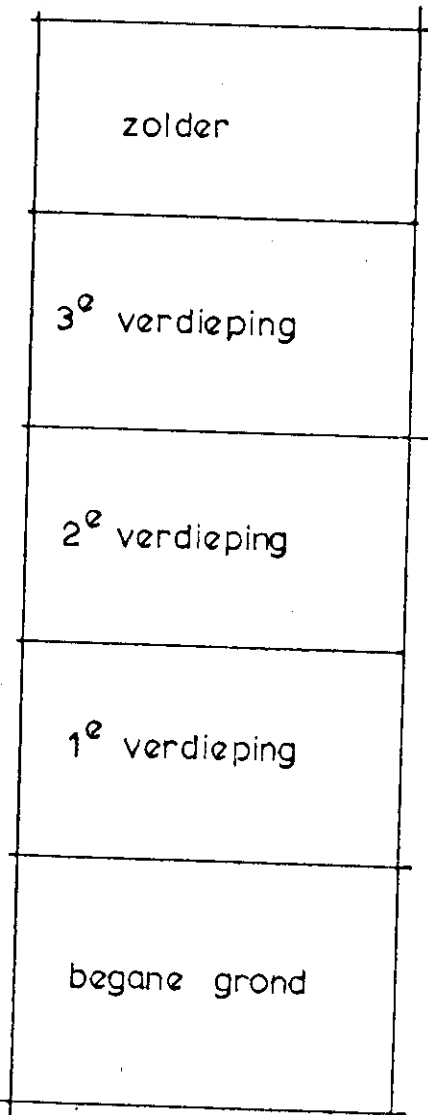 zolder
3e verdieping
2e verdieping
1e verdieping
begane grond